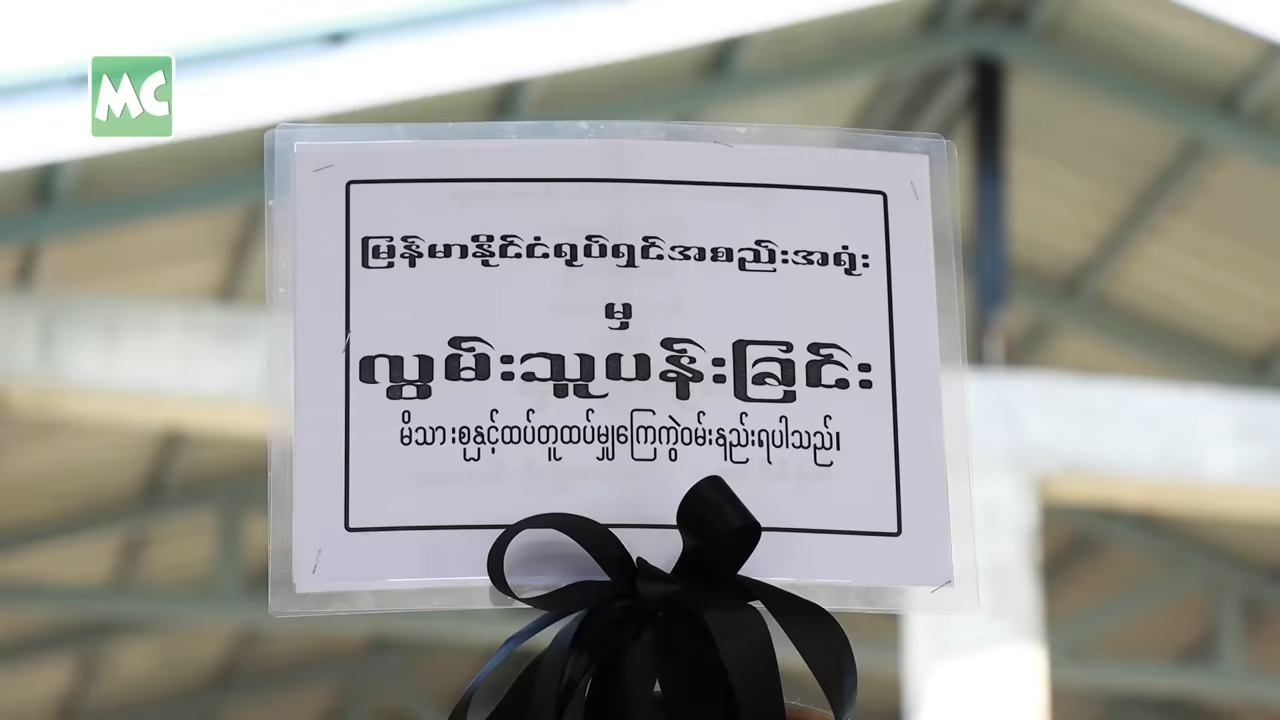 MC
မြန်မာနိုင်ငံရုပ်ရှင်အစည်းအရုံး
မှ
လွမ်းသူပန်းခြင်း
မိသားစုနှင့်ထပ်တူထပ်မျှကြေကွဲဝမ်းနည်းရပါသည်၊